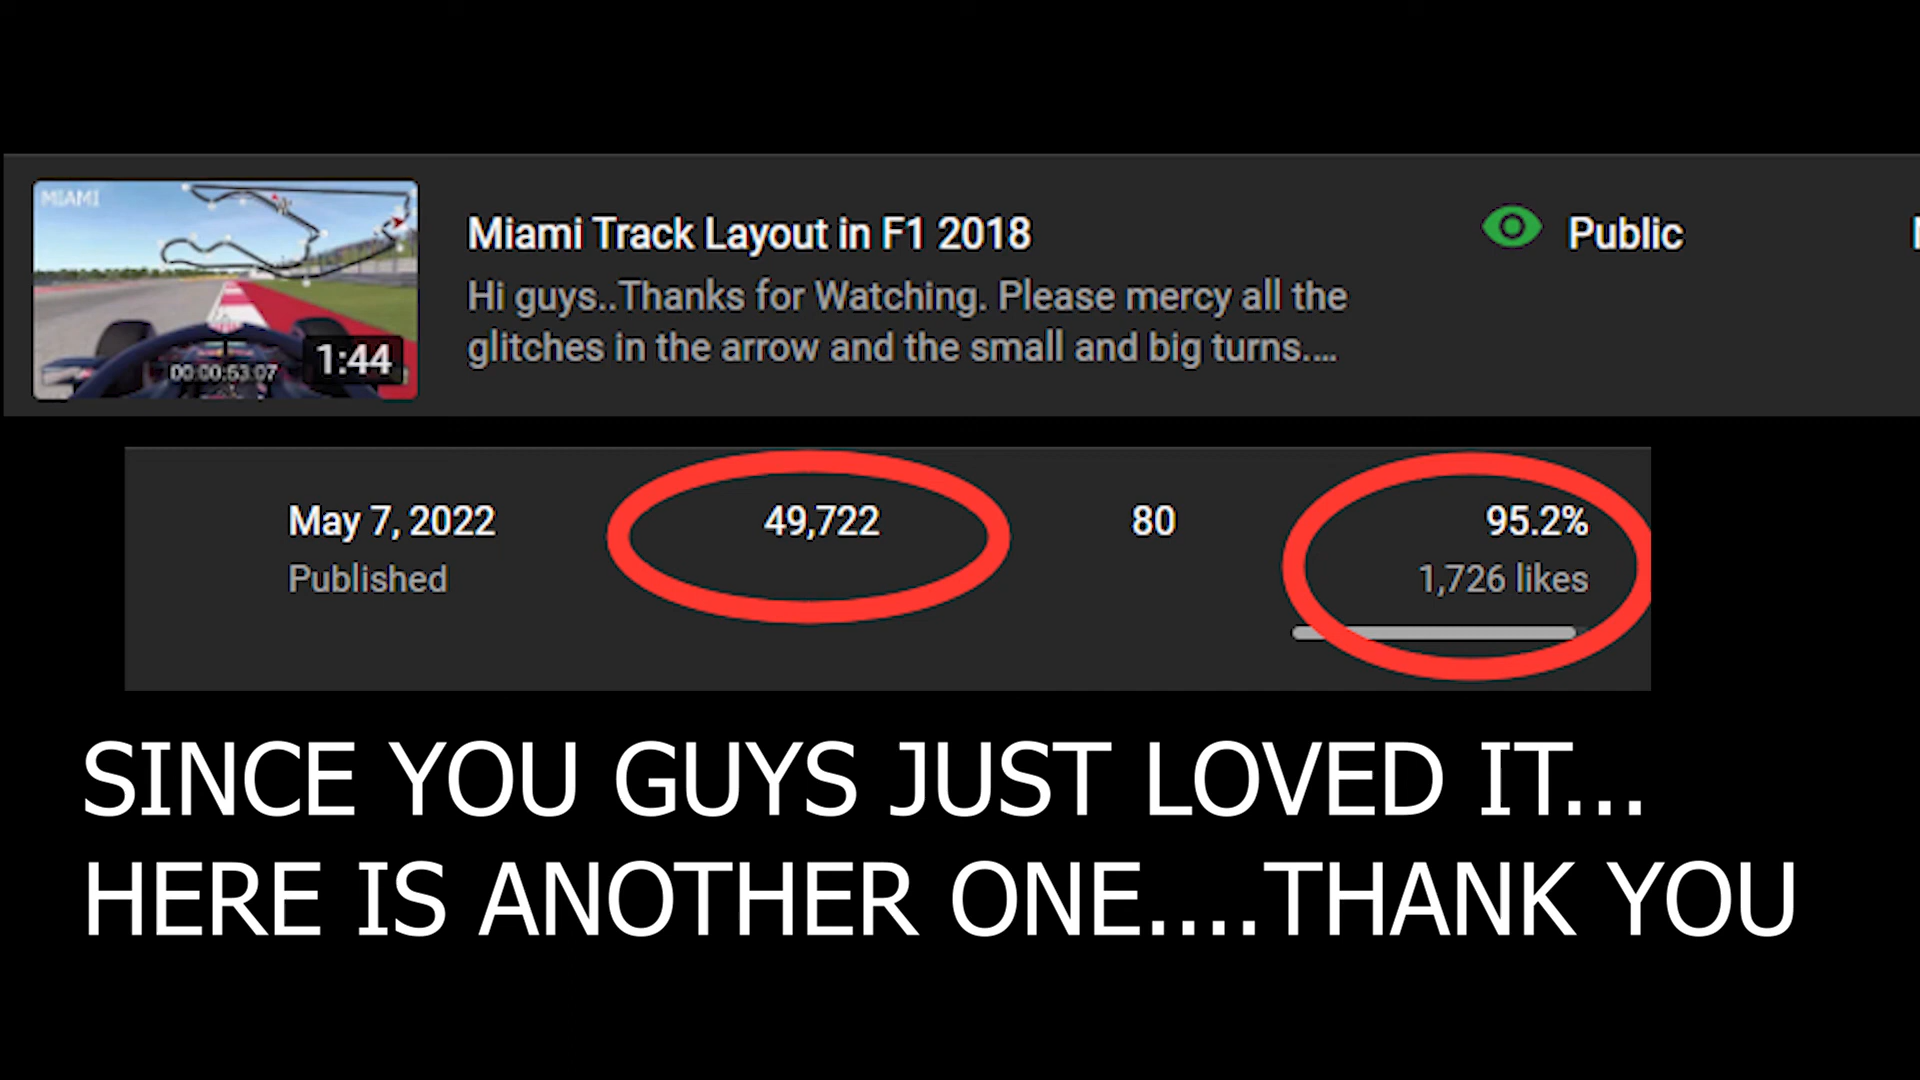 MIAMI
00:00:53.07
1:44
Miami Track Layout in F1 2018
Hi guys..Thanks for Watching. Please mercy all the
glitches in the arrow and the small and big turns....
Public
May 7, 2022
Published
49,722
80
95.2%
1,726 likes
SINCE YOU GUYS JUST LOVED IT...
HERE IS ANOTHER ONE....THANK YOU